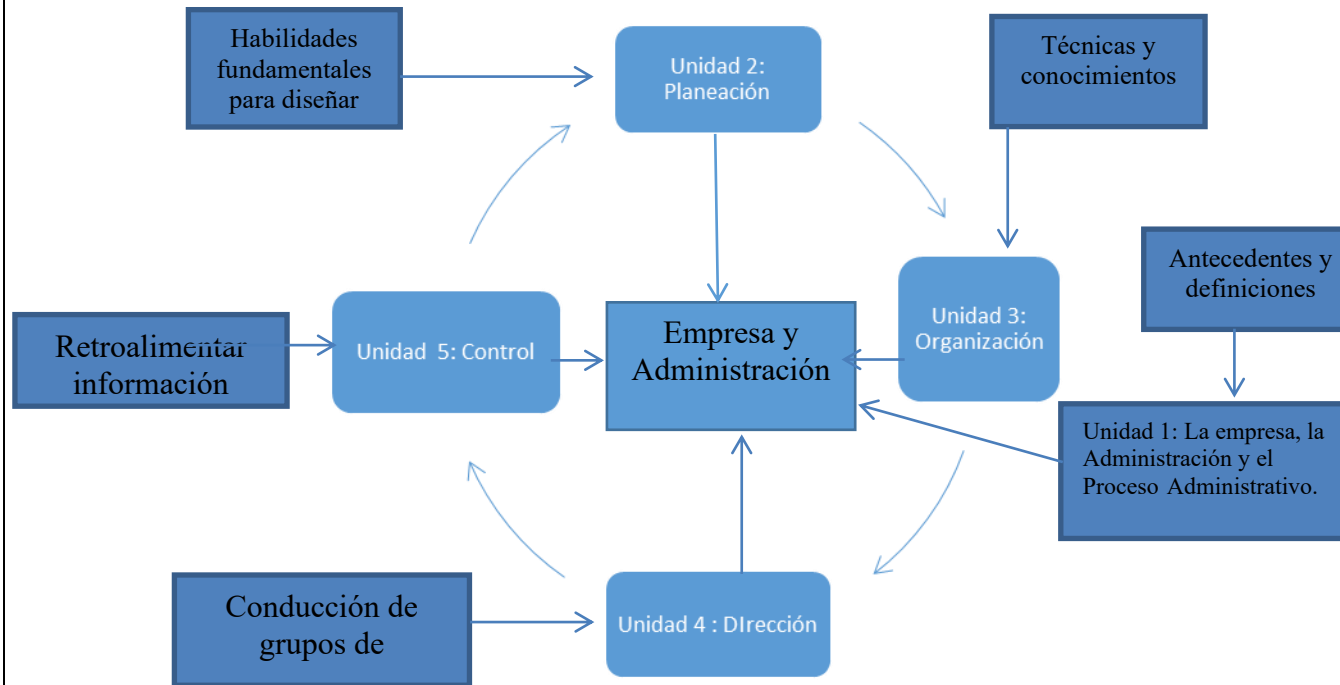 Habilidades
fundamentales
para diseñar
Unidad 2:
Planeación
Técnicas y
conocimientos
Antecedentes y
definiciones
Unidad 3:
Organización
Empresa y
Administración
Unidad 5: Control
Retroalimentar
información
Unidad 1: La empresa, la
Administración y el
Proceso Administrativo.
Conducción de
grupos de
Unidad 4 : DIrección